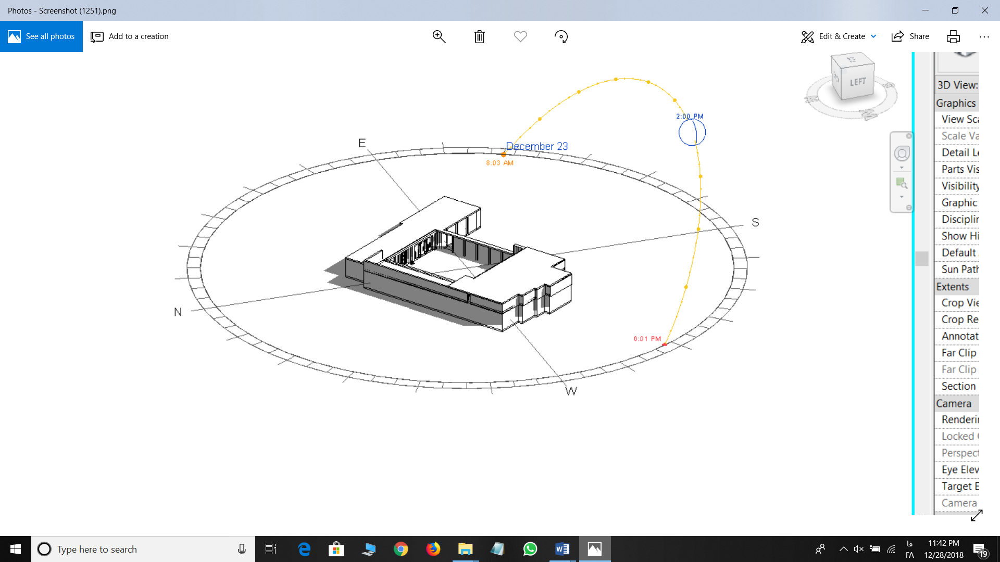 Photos - Screenshot (1251).png
See all photos
Add to a creation
Edit & Create
Share
LEFT
3D View:
Graphics
View Sca
Scale Va
Detail Le
Parts Vis
Visibility
Graphic
Disciplin
Show Hi
Default
Sun Path
Extents
Crop Vie
Crop Re
Annotat
Far Clip
Far Clip
Section
Camera
Renderin
Locked
Perspect
Eye Elev
Target E
Camera
2:00 PM
E
December 23
8:03 AM
S
N
6:01 PM
W
Type here to search
فا
FA
11:42 PM
12/28/2018
19